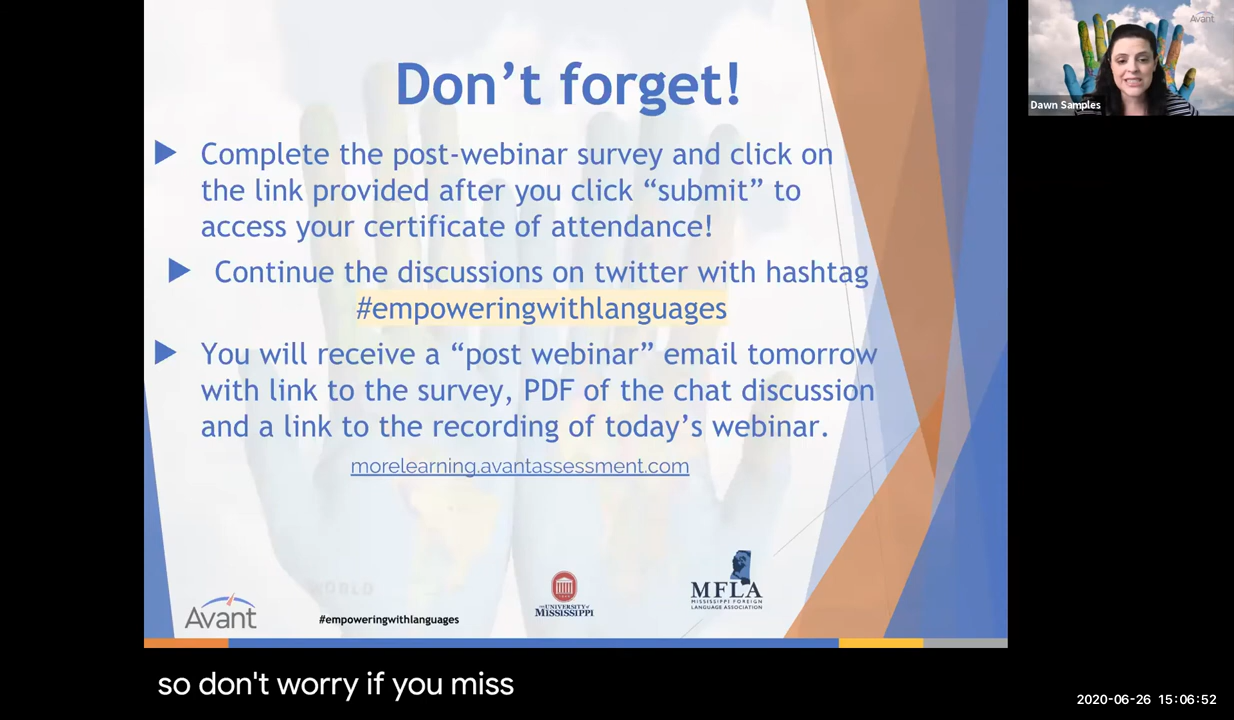 Don’t forget!
Complete the post-webinar survey and click on
the link provided after you click “submit” to
access your certificate of attendance!
Continue the discussions on twitter with hashtag
#empoweringwithlanguages
You will receive a “post webinar” email tomorrow
with link to the survey, PDF of the chat discussion
and a link to the recording of today’s webinar.
morelearning.avantassessment.com
Avant
#empoweringwithlanguages
THE UNIVERSITY of
MISSISSIPPI
MFLA
MISSISSIPPI FOREIGN
LANGUAGE ASSOCIATION
Avant
Dawn Samples
so don't worry if you miss
2020-06-26 15:06:52